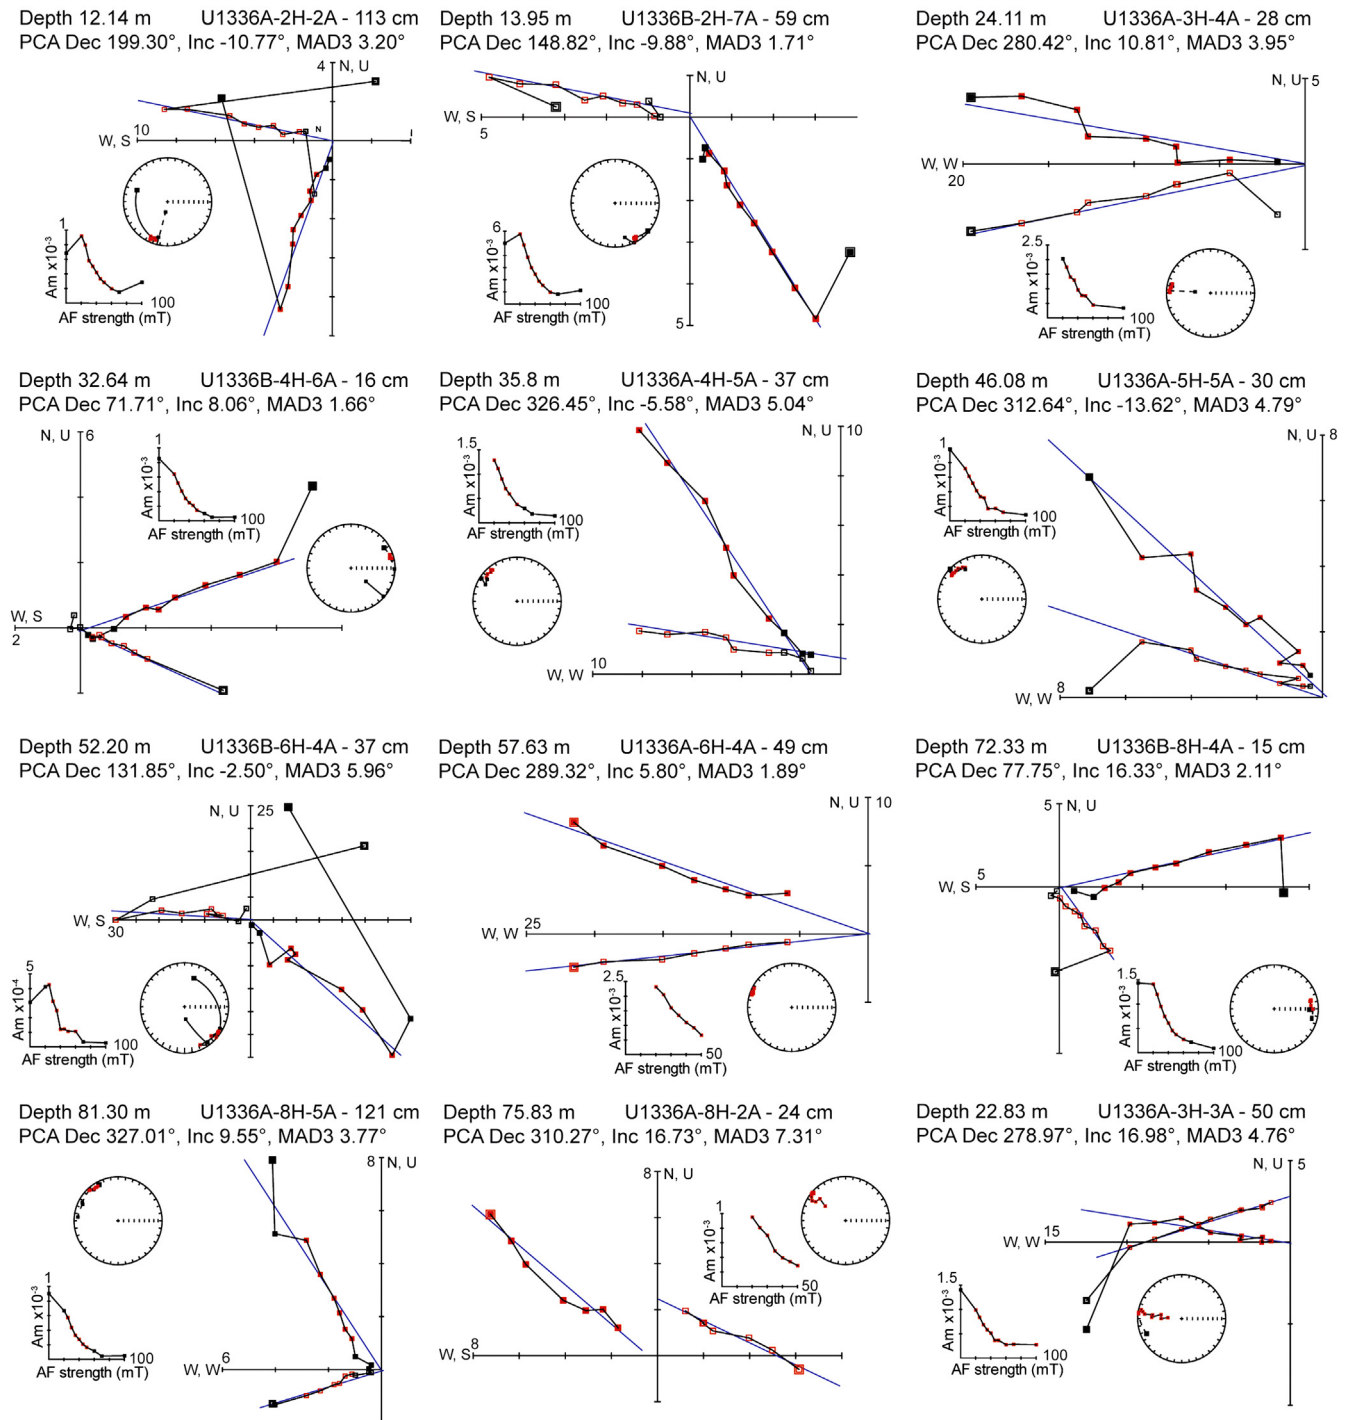 Depth 12.14 m U1336A-2H-2A - 113 cm
PCA Dec 199.30°, Inc -10.77°, MAD3 3.20°
4 N, U
N
10
W, S
1
Am x10-3
100
AF strength (mT)
Depth 13.95 m U1336B-2H-7A - 59 cm
PCA Dec 148.82°, Inc -9.88°, MAD3 1.71°
N, U
W, S
5
6
Am x10-3
100
AF strength (mT)
5
Depth 24.11 m U1336A-3H-4A - 28 cm
PCA Dec 280.42°, Inc 10.81°, MAD3 3.95°
N, U 5
W, W
20
2.5
Am x10-3
100
AF strength (mT)
Depth 32.64 m U1336B-4H-6A - 16 cm
PCA Dec 71.71°, Inc 8.06°, MAD3 1.66°
N, U 6
1
Am x10-3
100
AF strength (mT)
W, S
2
Depth 35.8 m U1336A-4H-5A - 37 cm
PCA Dec 326.45°, Inc -5.58°, MAD3 5.04°
N, U 10
1.5
Am x10-3
100
AF strength (mT)
10
W, W
Depth 46.08 m U1336A-5H-5A - 30 cm
PCA Dec 312.64°, Inc -13.62°, MAD3 4.79°
N, U 8
1
Am x10-3
100
AF strength (mT)
8
W, W
Depth 52.20 m U1336B-6H-4A - 37 cm
PCA Dec 131.85°, Inc -2.50°, MAD3 5.96°
N, U 25
W, S
30
5
Am x10-4
100
AF strength (mT)
Depth 57.63 m U1336A-6H-4A - 49 cm
PCA Dec 289.32°, Inc 5.80°, MAD3 1.89°
N, U 10
25
W, W
2.5
Am x10-3
50
AF strength (mT)
Depth 72.33 m U1336B-8H-4A - 15 cm
PCA Dec 77.75°, Inc 16.33°, MAD3 2.11°
5 N, U
5
W, S
1.5
Am x10-3
100
AF strength (mT)
Depth 81.30 m U1336A-8H-5A - 121 cm
PCA Dec 327.01°, Inc 9.55°, MAD3 3.77°
8 N, U
1
Am x10-3
100
AF strength (mT)
6
W, W
Depth 75.83 m U1336A-8H-2A - 24 cm
PCA Dec 310.27°, Inc 16.73°, MAD3 7.31°
8 N, U
1
Am x10-3
50
AF strength (mT)
W, S 8
Depth 22.83 m U1336A-3H-3A - 50 cm
PCA Dec 278.97°, Inc 16.98°, MAD3 4.76°
N, U 5
15
W, W
1.5
Am x10-3
100
AF strength (mT)